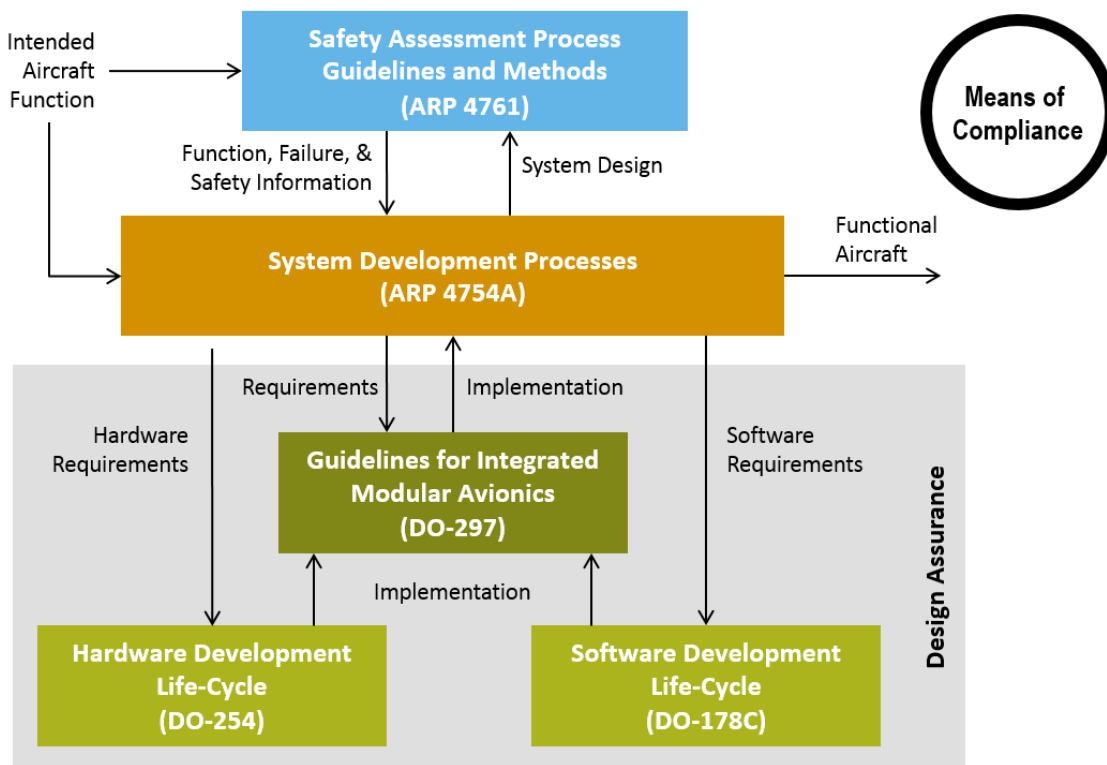 Intended
Aircraft
Function
Safety Assessment Process
Guidelines and Methods
(ARP 4761)
Means of
Compliance
Function, Failure, &
Safety Information
System Design
System Development Processes
(ARP 4754A)
Functional
Aircraft
Requirements
Implementation
Hardware
Requirements
Software
Requirements
Guidelines for Integrated
Modular Avionics
(DO-297)
Implementation
Design Assurance
Hardware Development
Life-Cycle
(DO-254)
Software Development
Life-Cycle
(DO-178C)